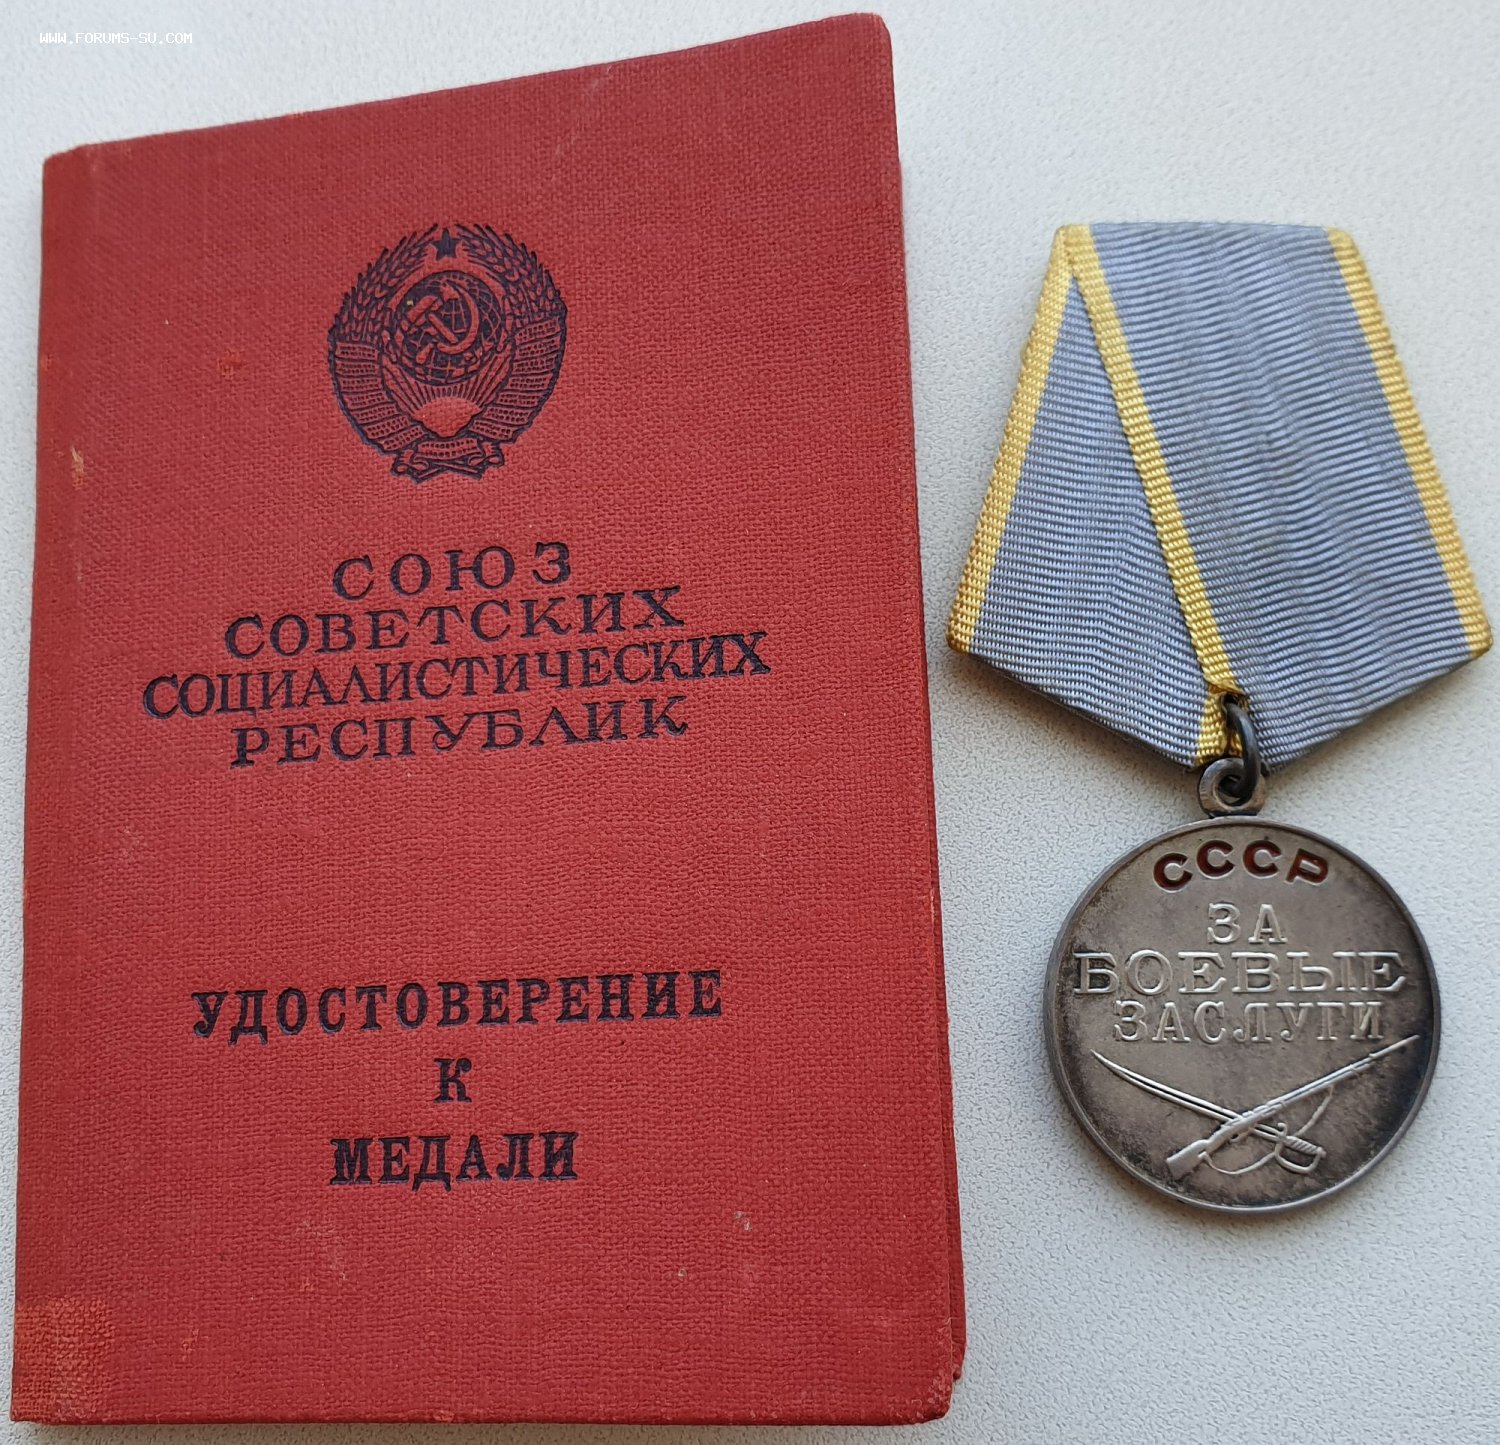 WWW.FORUMS-SU.COM
СОЮЗ
СОВЕТСКИХ
СОЦИАЛИСТИЧЕСКИХ
РЕСПУБЛИК
УДОСТОВЕРЕНИЕ
К
МЕДАЛИ
СССР
ЗА
БОЕВЫЕ
ЗАСЛУГИ